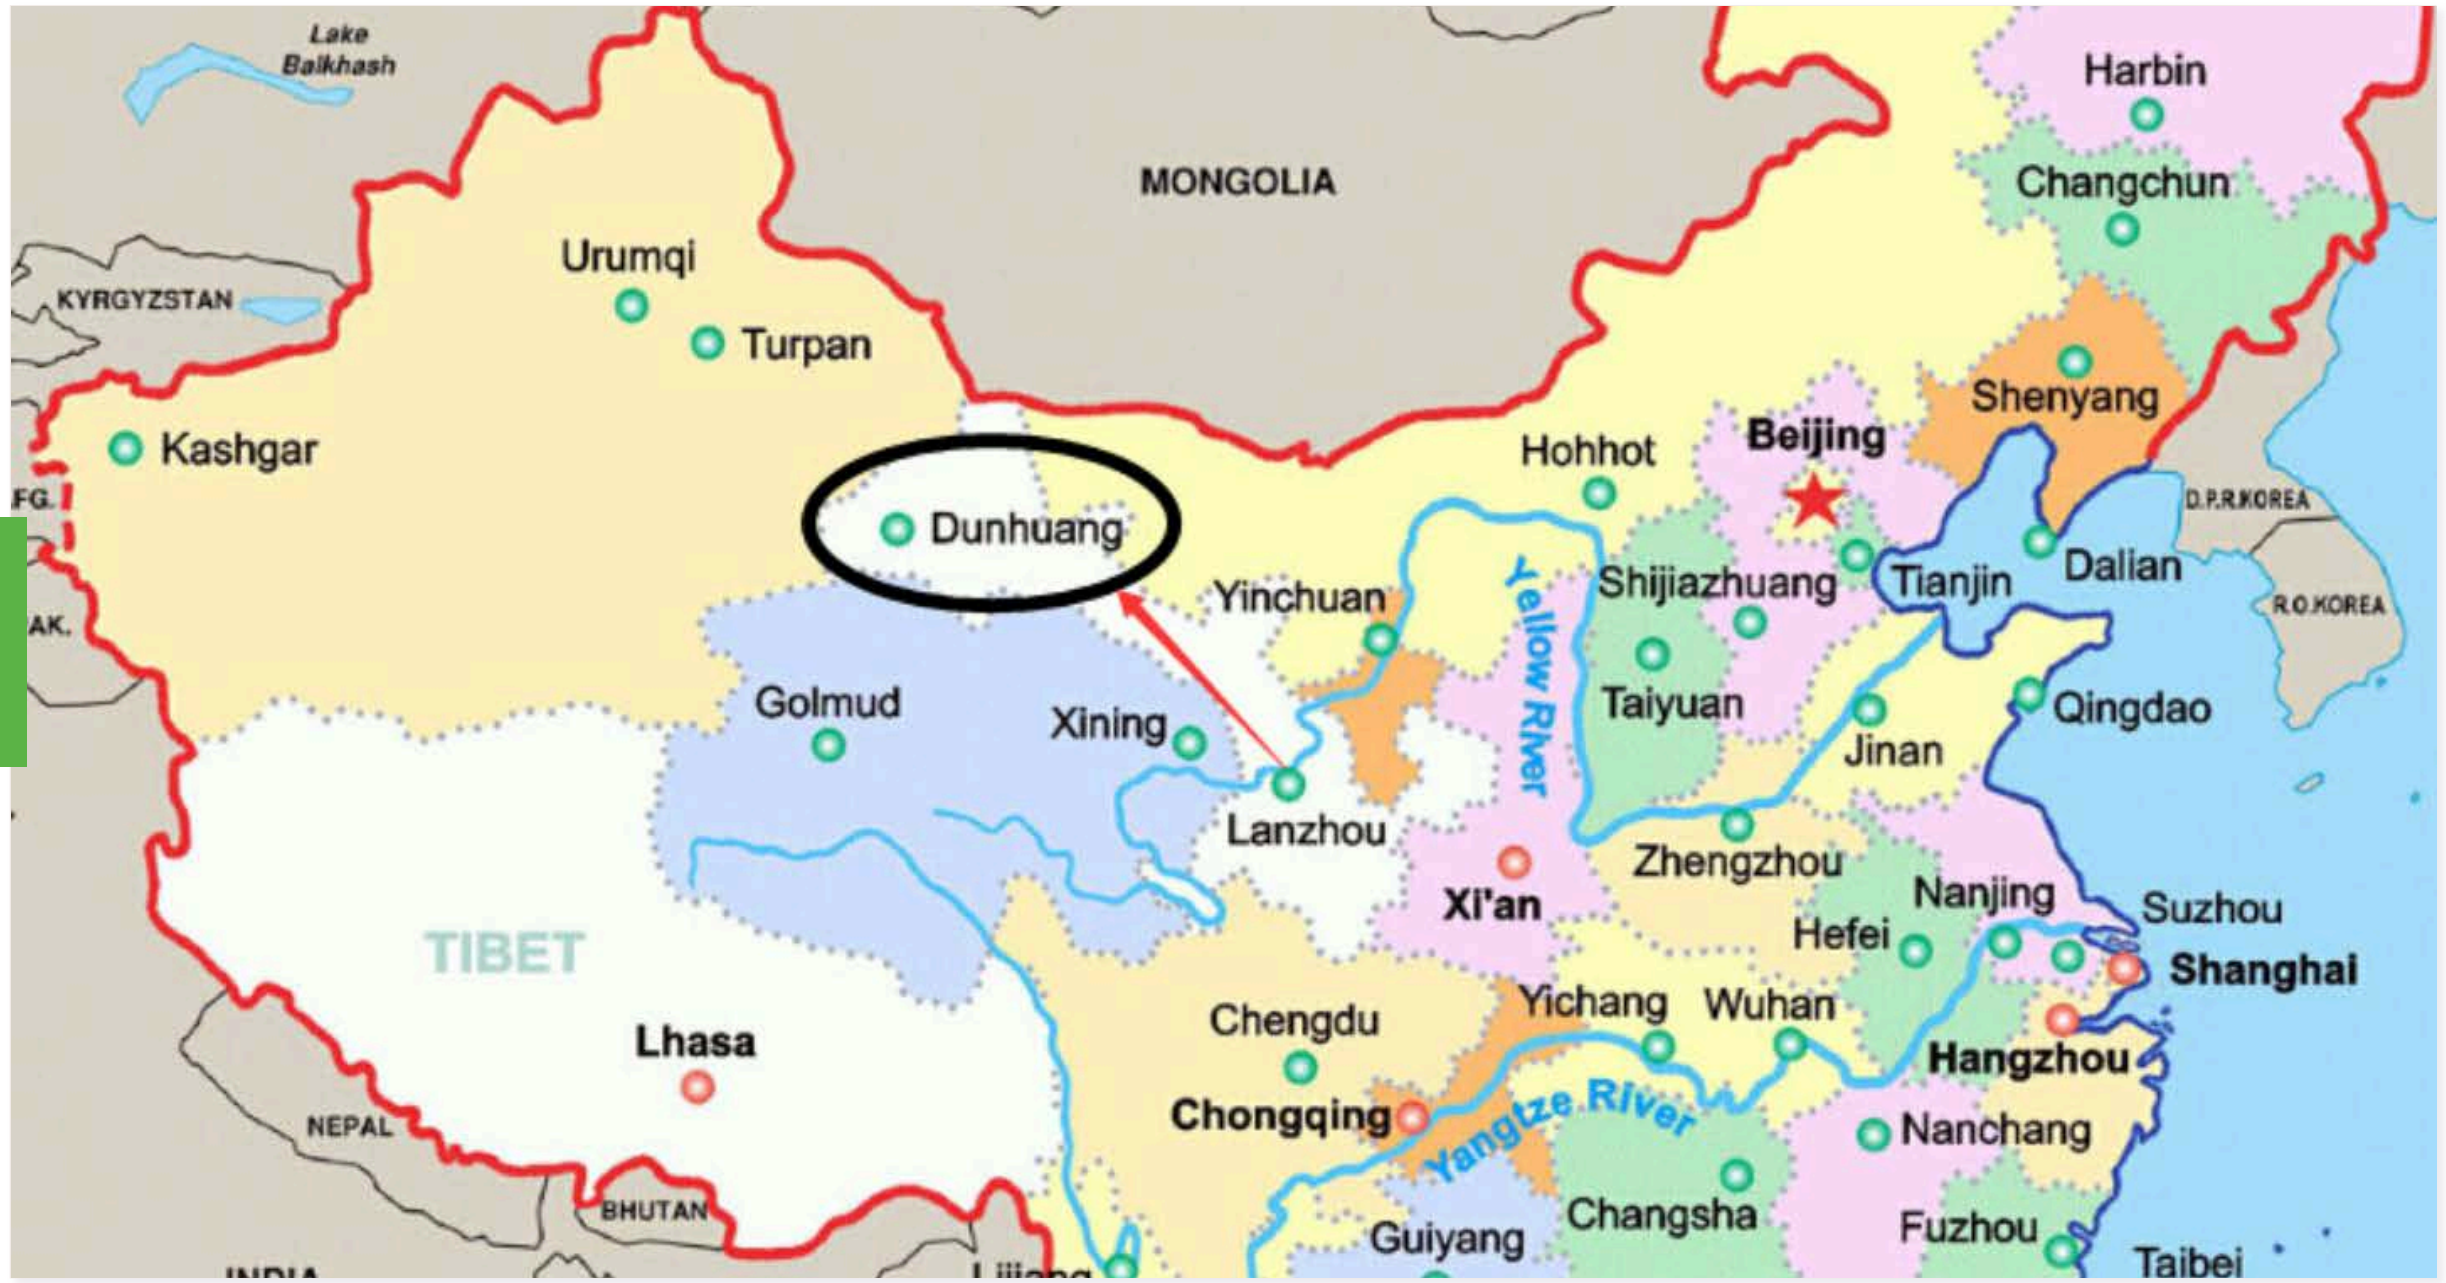 Lake
Balkhash
Harbin
MONGOLIA
Changchun
Urumqi
KYRGYZSTAN
Turpan
Shenyang
Beijing
Kashgar
Hohhot
FG.
D.P.R.KOREA
Dunhuang
Dalian
Tianjin
Shijiazhuang
Yinchuan
R.O.KOREA
AK.
Yellow River
Golmud
Xining
Taiyuan
Qingdao
Jinan
Lanzhou
Zhengzhou
Nanjing
Xi'an
Suzhou
Hefei
TIBET
Shanghai
Yichang
Wuhan
Chengdu
Lhasa
Hangzhou
Chongqing
Yangtze River
NEPAL
Nanchang
BHUTAN
Changsha
Fuzhou
Guiyang
Taibei
INDIA
Lijiang